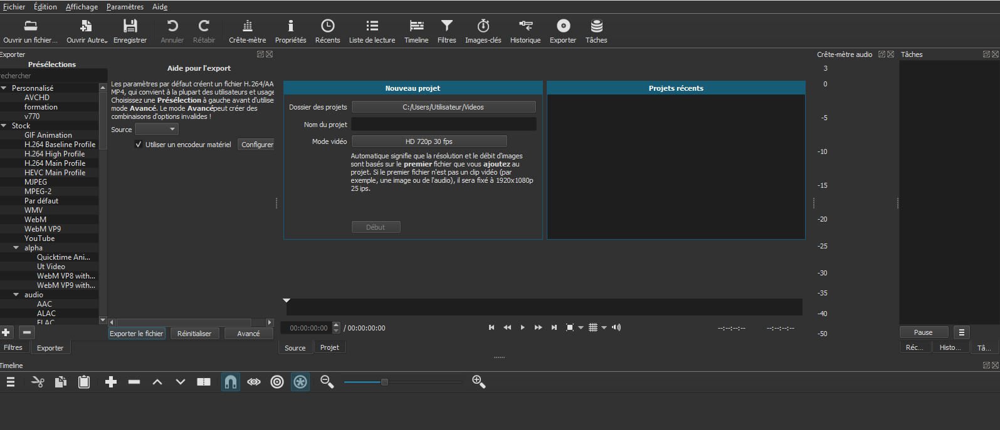 Fichier Édition Affichage Paramètres Aide
Ouvrir un fichier... Ouvrir Autre... Enregistrer Annuler Rétabir Crête-mètre Propriétés Récents Liste de lecture Timeline Filtres Images-clés Historique Exporter Tâches
Exporter
Présélections
rechercher
Personnalisé
AVCHD
formation
v770
Stock
GIF Animation
H.264 Baseline Profile
H.264 High Profile
H.264 Main Profile
HEVC Main Profile
MJPEG
MPEG-2
Par défaut
WMV
WebM
WebM VP9
YouTube
alpha
Quicktime Ani...
Ut Video
WebM VP8 with...
WebM VP9 with...
audio
AAC
ALAC
FLAC
Aide pour l'export
Les paramètres par défaut créent un fichier H.264/AA
MP4, qui convient à la plupart des utilisateurs et usage
Choisissez une Présélection à gauche avant d'utilise
mode Avancé. Le mode Avancépeut créer des
combinaisons d'options invalides !
Source
Utiliser un encodeur matériel Configurer
Exporter le fichier Réinitialiser Avancé
Filtres Exporter
Nouveau projet
Dossier des projets C:/Users/Utilisateur/Videos
Nom du projet
Mode vidéo HD 720p 30 fps
Automatique signifie que la résolution et le débit d'images
sont basés sur le premier fichier que vous ajoutez au
projet. Si le premier fichier n'est pas un clip vidéo (par
exemple, une image ou de l'audio), il sera fixé à 1920x1080p
25 ips.
Début
Projets récents
00:00:00:00 / 00:00:00:00
--:--:--:-- --:--:--:--
Source Projet
Crête-mètre audio
3
0
-5
-10
-15
-20
-25
-30
-35
-40
-50
Tâches
Pause
Réc... Histo... Tâ...
Timeline